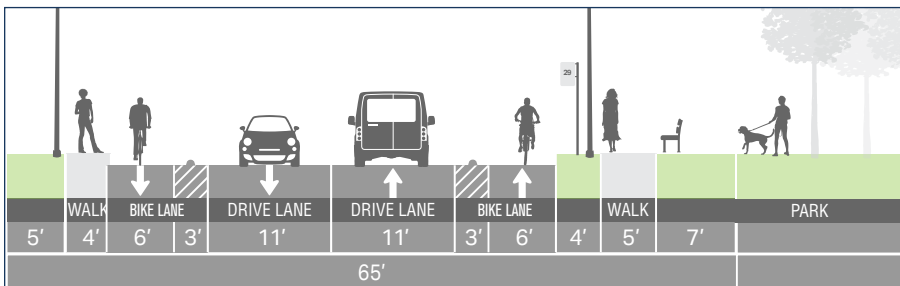 29
WALK BIKE LANE DRIVE LANE DRIVE LANE BIKE LANE WALK PARK
5′ 4′ 6′ 3′ 11′ 11′ 3′ 6′ 4′ 5′ 7′
65′